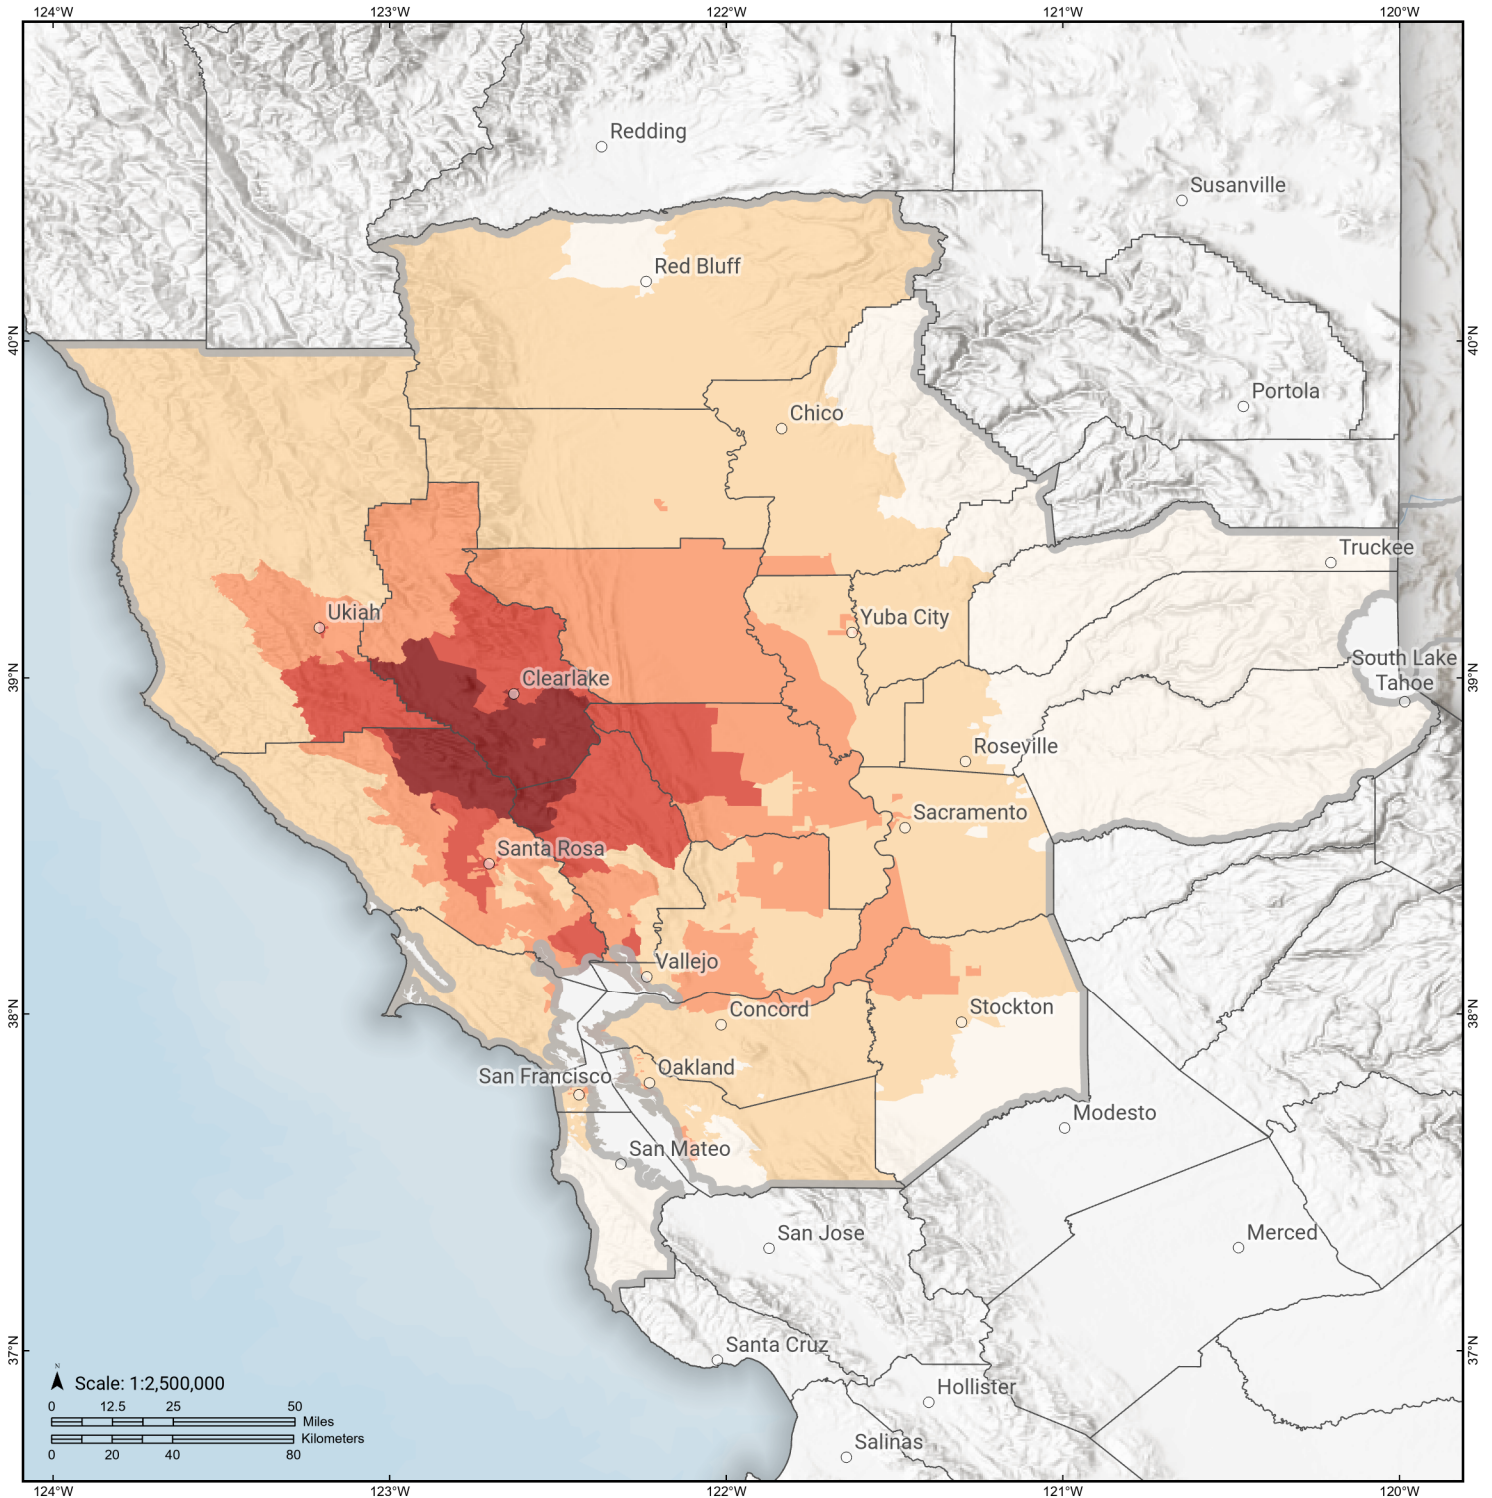 124°W 123°W 122°W 121°W 120°W
Redding
Susanville
Red Bluff
40°N 40°N
Portola
Chico
Truckee
Ukiah
Yuba City
39°N 39°N
Clearlake
South Lake
Tahoe
Roseville
Sacramento
Santa Rosa
Vallejo
38°N 38°N
Concord
Stockton
Oakland
San Francisco
Modesto
San Mateo
San Jose
Merced
Santa Cruz
37°N 37°N
Hollister
Salinas
N
Scale: 1:2,500,000
0 12.5 25 50
Miles
Kilometers
0 20 40 80
124°W 123°W 122°W 121°W 120°W